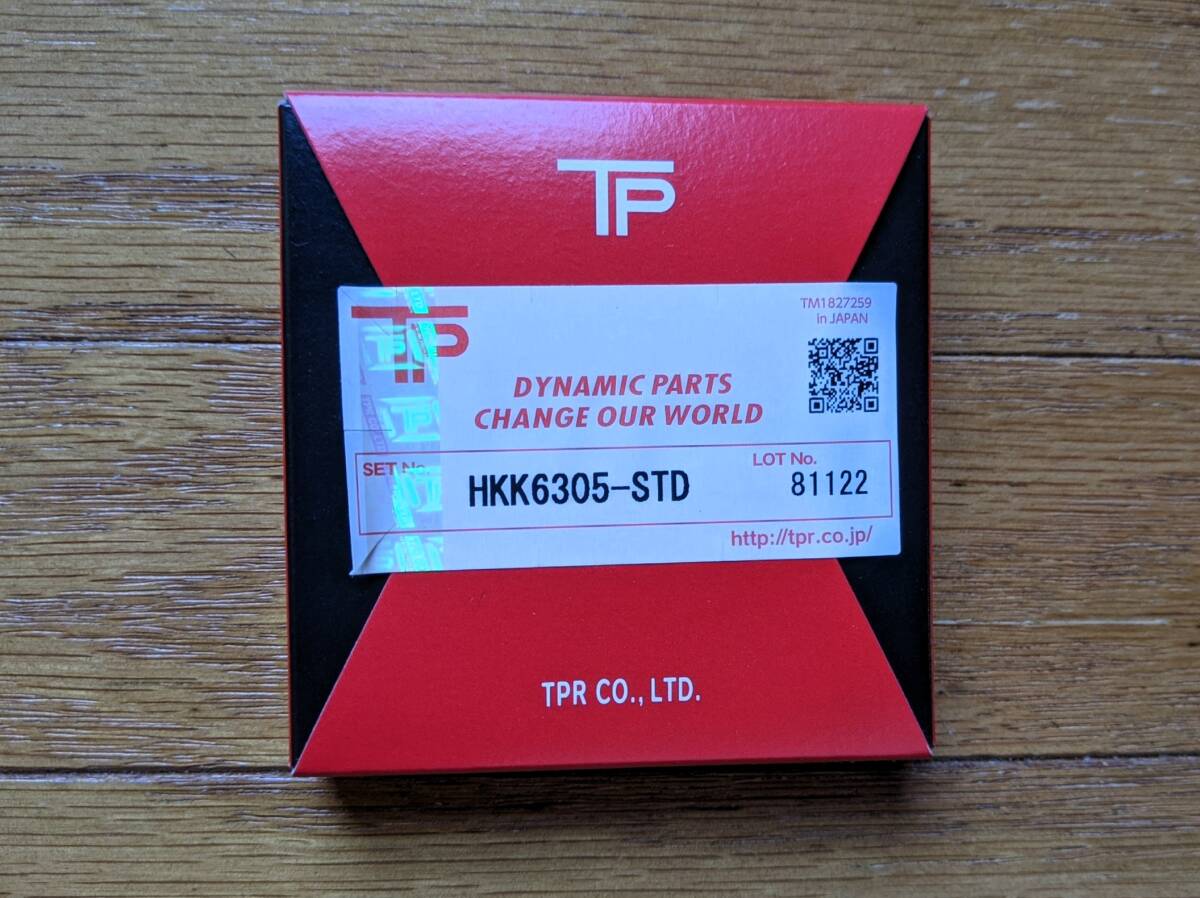 TP
TP
TM1827259
in JAPAN
DYNAMIC PARTS
CHANGE OUR WORLD
SET No.
LOT No.
HKK6305-STD
81122
http://tpr.co.jp/
TPR CO., LTD.